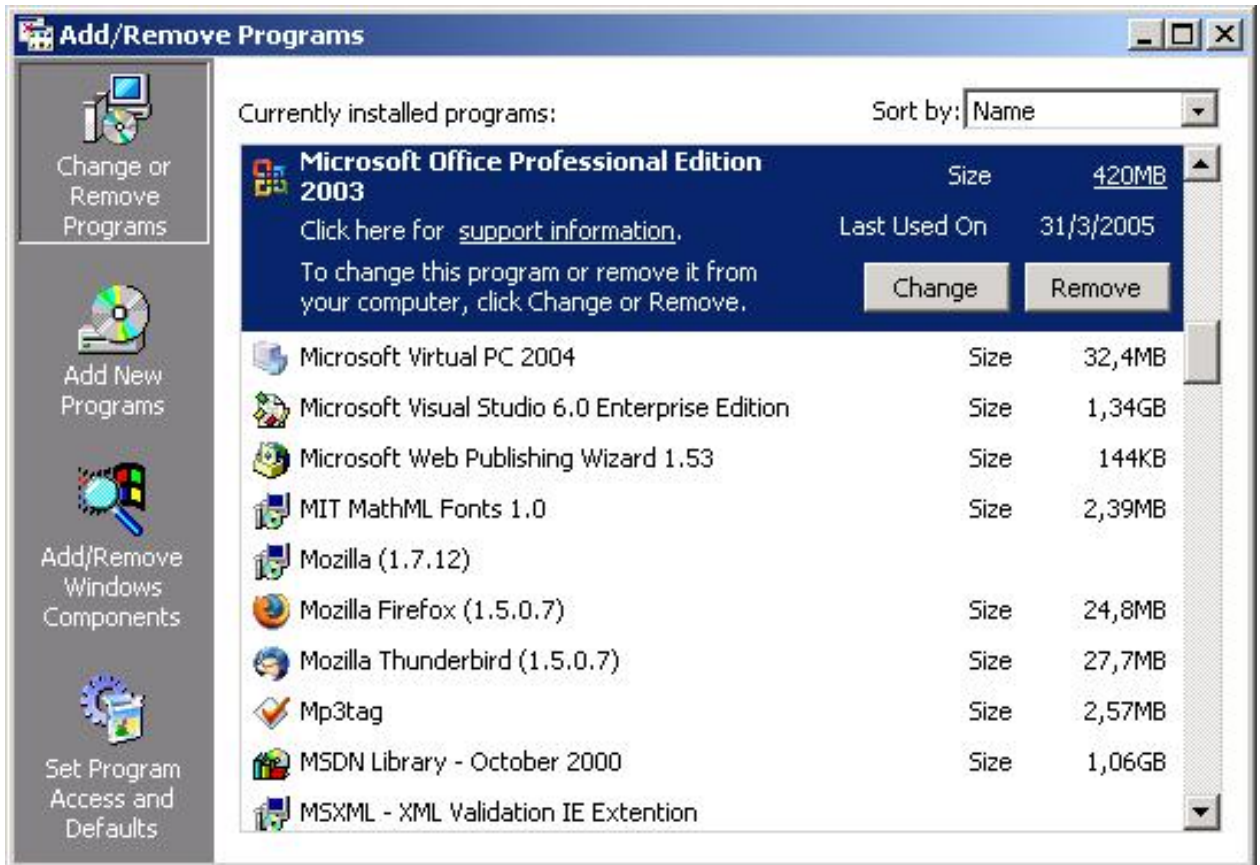 Add/Remove Programs
Change or
Remove
Programs
Add New
Programs
Add/Remove
Windows
Components
Set Program
Access and
Defaults
Currently installed programs:
Sort by: Name
Microsoft Office Professional Edition
2003
Size 420MB
Click here for support information.
Last Used On 31/3/2005
To change this program or remove it from
your computer, click Change or Remove.
Change Remove
Microsoft Virtual PC 2004 Size 32,4MB
Microsoft Visual Studio 6.0 Enterprise Edition Size 1,34GB
Microsoft Web Publishing Wizard 1.53 Size 144KB
MIT MathML Fonts 1.0 Size 2,39MB
Mozilla (1.7.12)
Mozilla Firefox (1.5.0.7) Size 24,8MB
Mozilla Thunderbird (1.5.0.7) Size 27,7MB
Mp3tag Size 2,57MB
MSDN Library - October 2000 Size 1,06GB
MSXML - XML Validation IE Extention